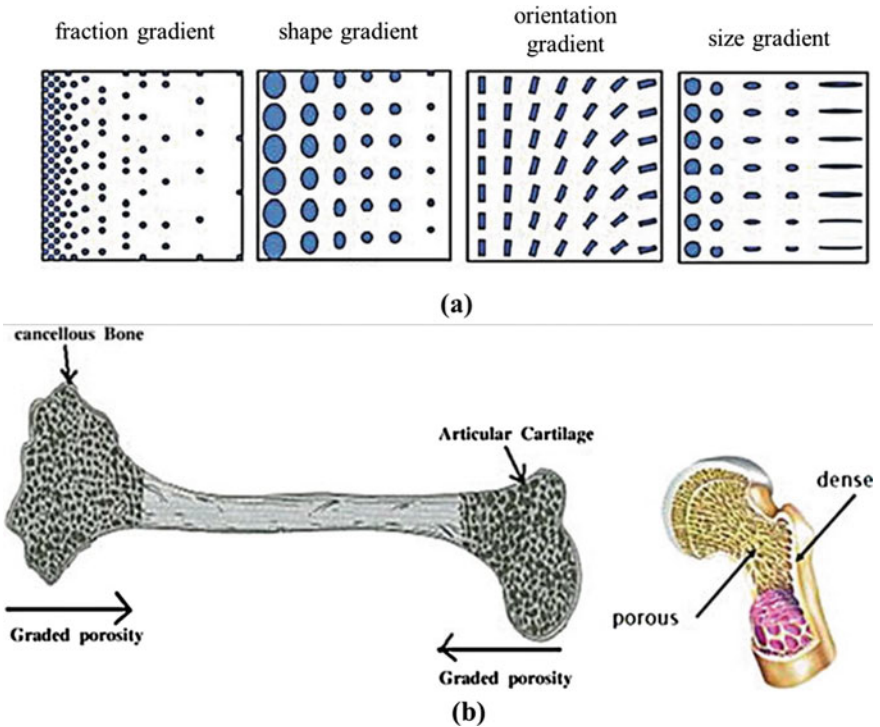 fraction gradient
shape gradient
orientation
gradient
size gradient
(a)
cancellous Bone
Articular Cartilage
dense
porous
Graded porosity
Graded porosity
(b)